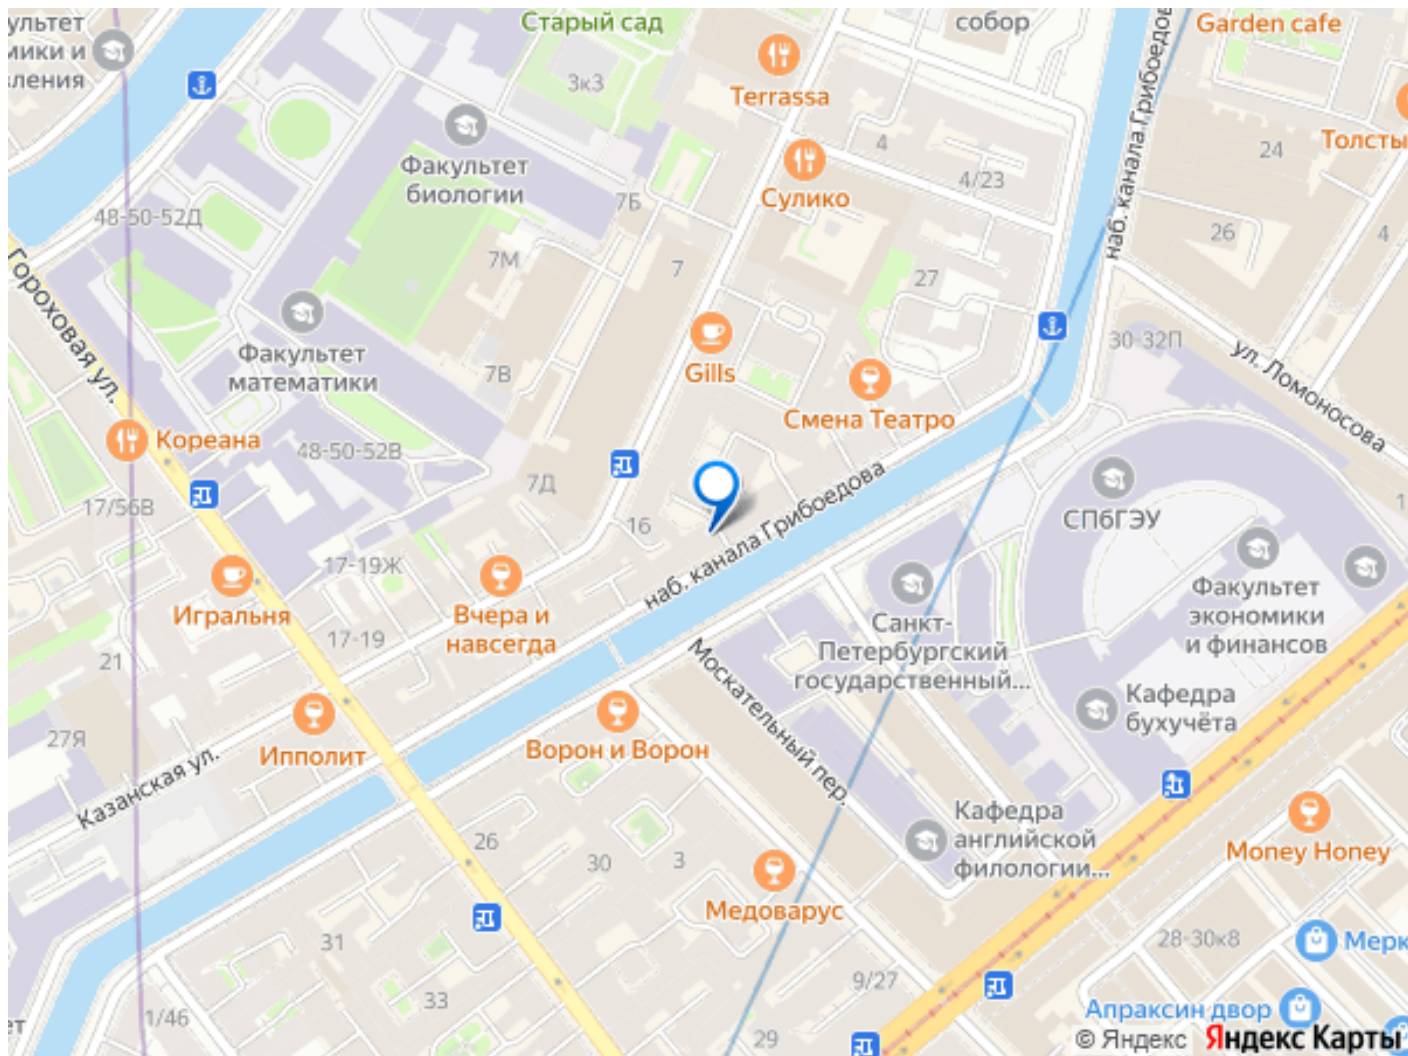 Старый сад
собор
Garden cafe
3к3
Terrassa
Толсты
24
4
4/23
Факультет
биологии
Сулико
7Б
48-50-52Д
7М
7
27
26
4
наб. канала Грибоедова
Гороховая ул.
Факультет
математики
7В
Gills
Смена Театро
30-32П
ул. Ломоносова
Кореана
48-50-52В
17/56В
7Д
16
наб. канала Грибоедова
СПбГЭУ
17-19Ж
Игральня
Вчера и
навсегда
17-19
21
Факультет
экономики
и финансов
Санкт-
Петербургский
государственный...
Москательный пер.
Кафедра
бухучёта
27Я
Ипполит
Ворон и Ворон
Казанская ул.
26
30
3
Кафедра
английской
филологии...
Money Honey
Медоварус
31
28-30к8
Мерк
33
9/27
1/46
29
Апраксин двор
© Яндекс Яндекс Карты